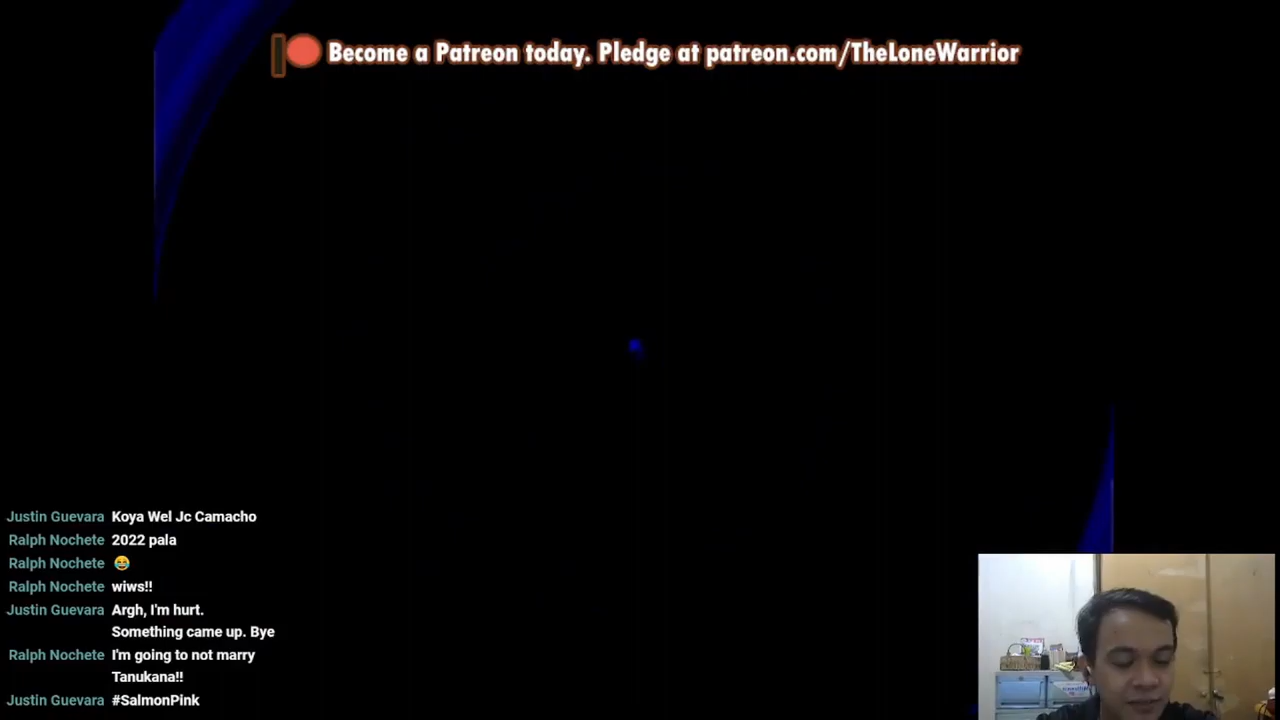 Become a Patreon today. Pledge at patreon.com/TheLoneWarrior
Justin Guevara Koya Wel Jc Camacho
Ralph Nochete 2022 pala
Ralph Nochete 😂
Ralph Nochete wiws!!
Justin Guevara Argh, I'm hurt.
Something came up. Bye
Ralph Nochete I'm going to not marry
Tanukana!!
Justin Guevara #SalmonPink